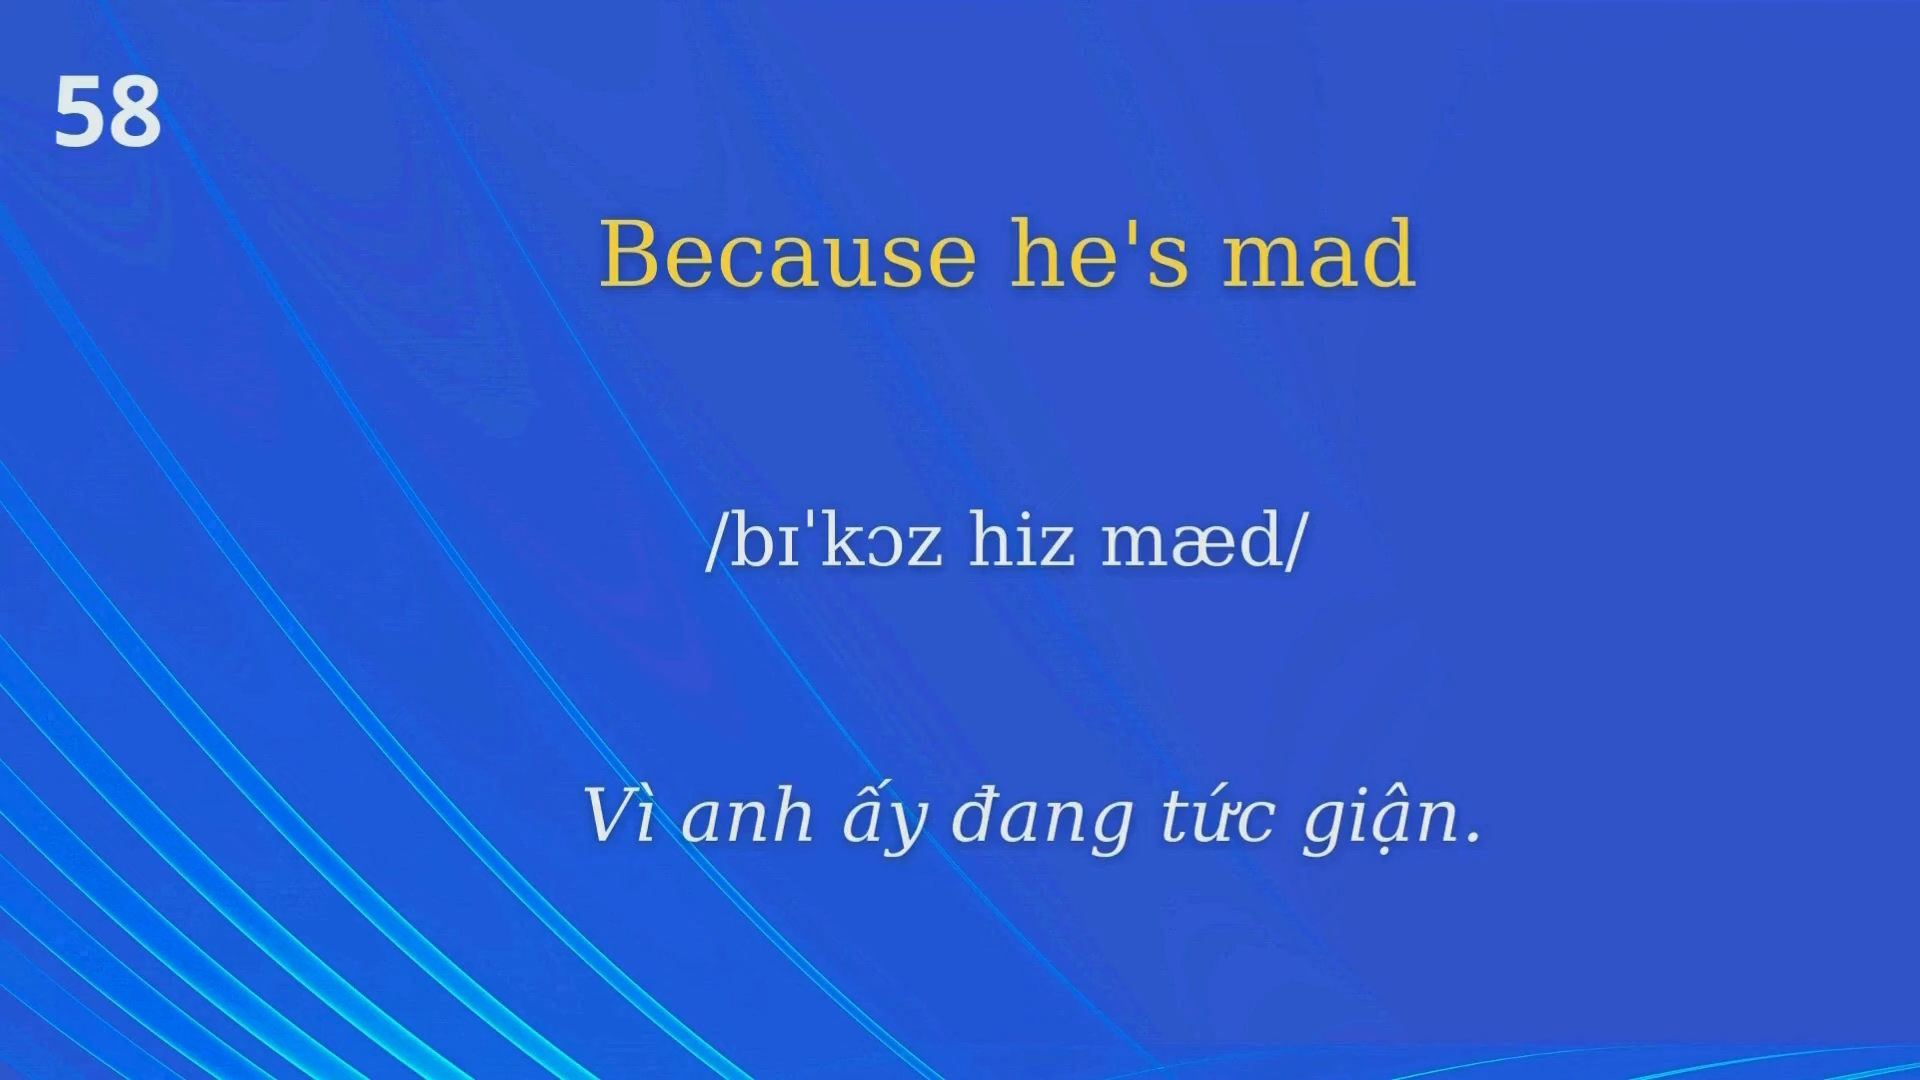 58
Because he's mad
/bɪˈkɔz hiz mæd/
Vì anh ấy đang tức giận.